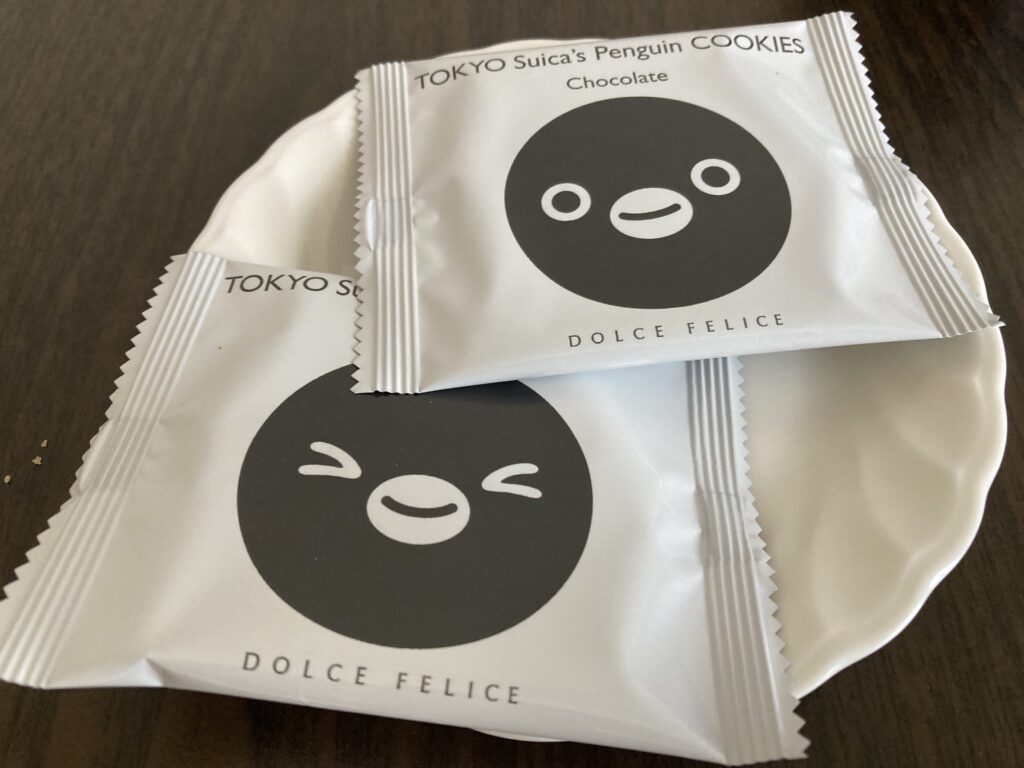 TOKYO Suica's Penguin COOKIES
Chocolate
DOLCE FELICE
TOKYO Su
DOLCE FELICE